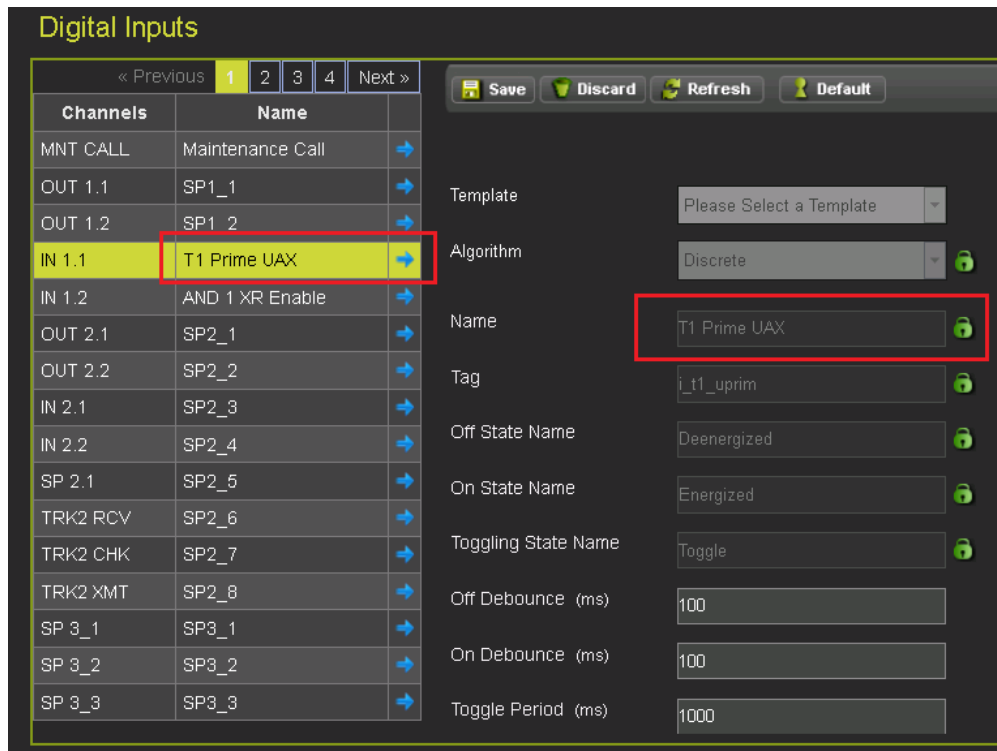 Digital Inputs
« Previous 1 2 3 4 Next »
Channels Name
MNT CALL Maintenance Call
OUT 1.1 SP1_1
OUT 1.2 SP1_2
IN 1.1 T1 Prime UAX
IN 1.2 AND 1 XR Enable
OUT 2.1 SP2_1
OUT 2.2 SP2_2
IN 2.1 SP2_3
IN 2.2 SP2_4
SP 2.1 SP2_5
TRK2 RCV SP2_6
TRK2 CHK SP2_7
TRK2 XMT SP2_8
SP 3_1 SP3_1
SP 3_2 SP3_2
SP 3_3 SP3_3
Save Discard Refresh Default
Template Please Select a Template
Algorithm Discrete
Name T1 Prime UAX
Tag i_t1_uprim
Off State Name Deenergized
On State Name Energized
Toggling State Name Toggle
Off Debounce (ms) 100
On Debounce (ms) 100
Toggle Period (ms) 1000